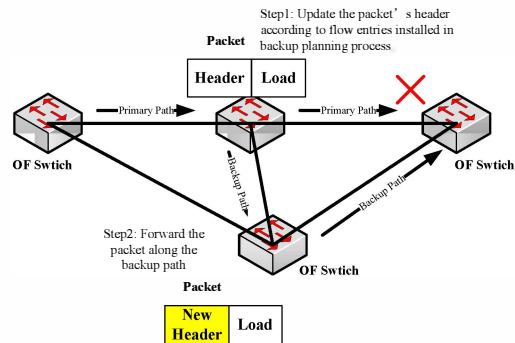 Step1: Update the packet’s header
according to flow entries installed in
backup planning process
Packet
Header Load
Primary Path
Primary Path
OF Swtich
OF Swtich
Backup Path
Backup Path
Step2: Forward the
packet along the
backup path
OF Swtich
Packet
New
Header Load